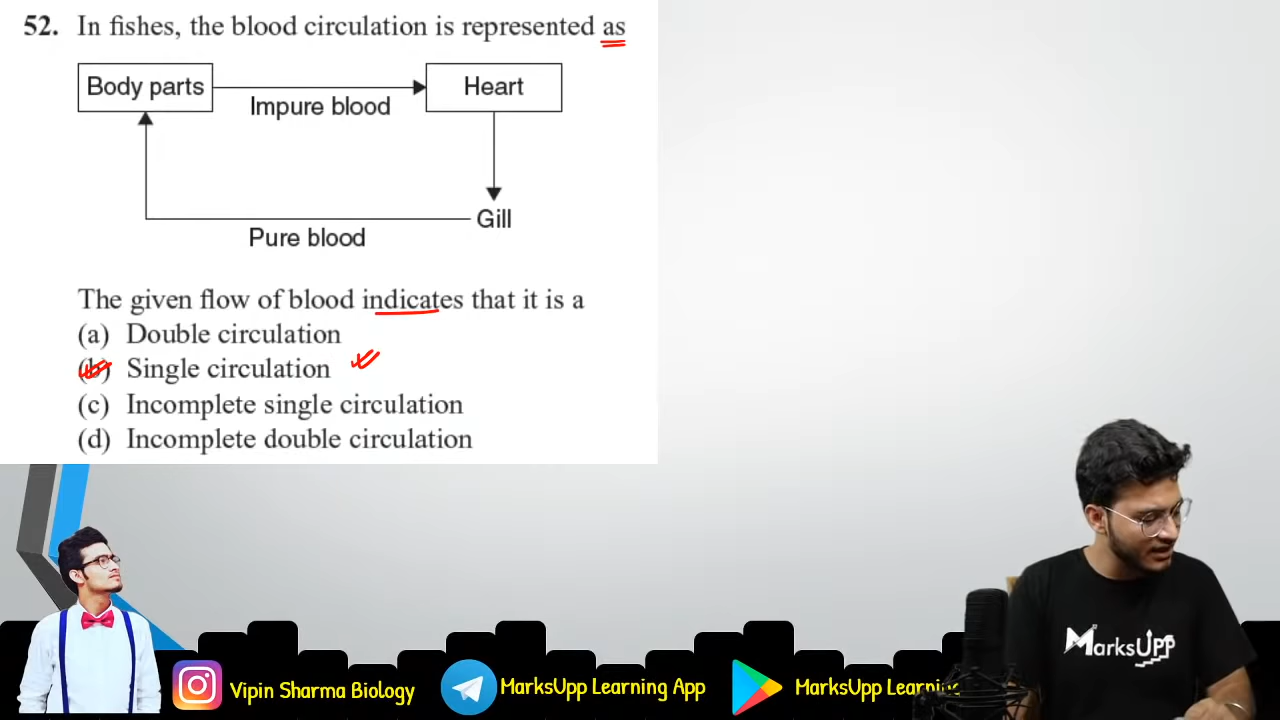 52. In fishes, the blood circulation is represented as
Body parts
Impure blood
Heart
Gill
Pure blood
The given flow of blood indicates that it is a
(a) Double circulation
(b) Single circulation
(c) Incomplete single circulation
(d) Incomplete double circulation
MarksUpp
Vipin Sharma Biology
MarksUpp Learning App
MarksUpp Learning